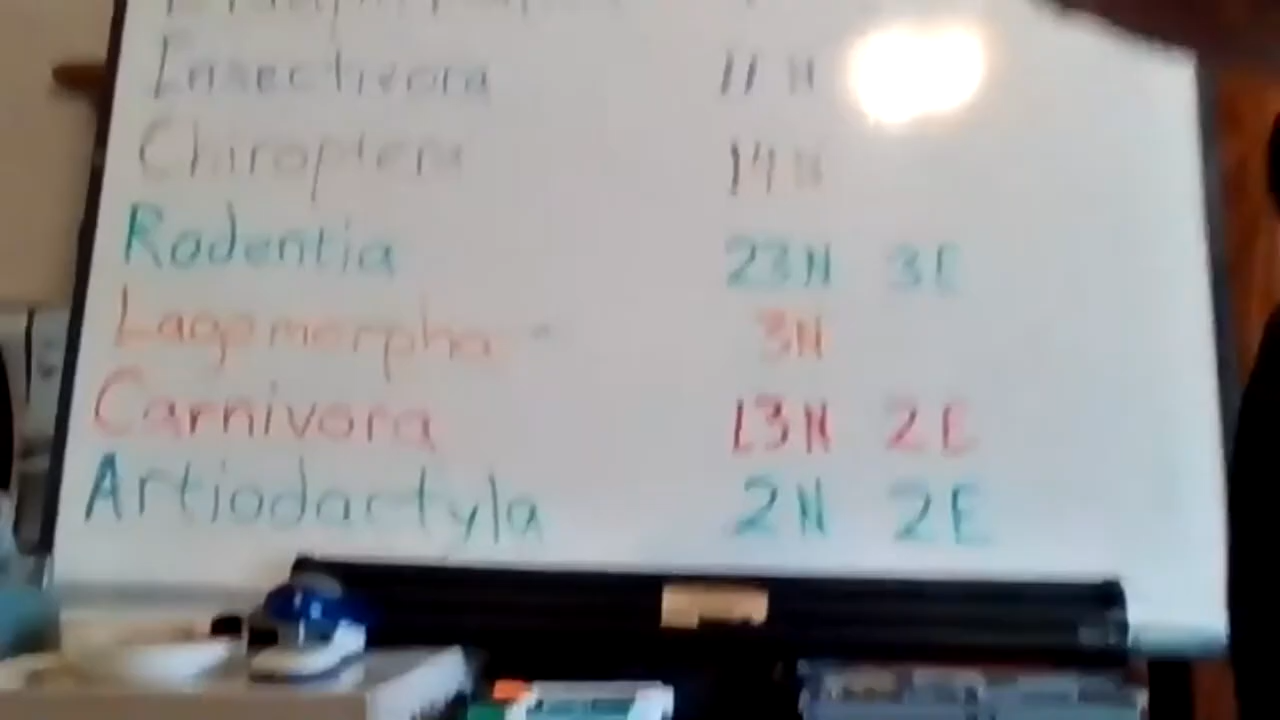 Insectivora 11 N
Chiroptera 14 N
Rodentia 23 N 3 E
Lagomorpha 3 N
Carnivora 13 N 2 E
Artiodactyla 2 N 2 E